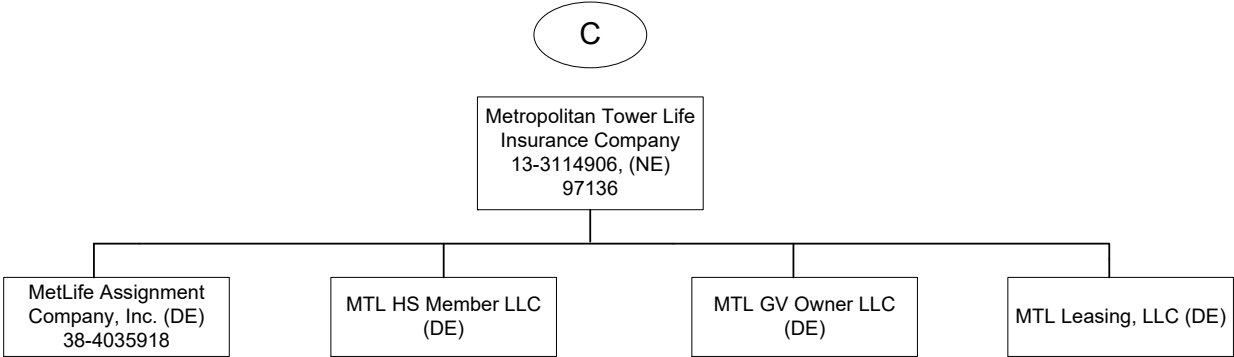 C
Metropolitan Tower Life
Insurance Company
13-3114906, (NE)
97136
MetLife Assignment
Company, Inc. (DE)
38-4035918
MTL HS Member LLC
(DE)
MTL GV Owner LLC
(DE)
MTL Leasing, LLC (DE)